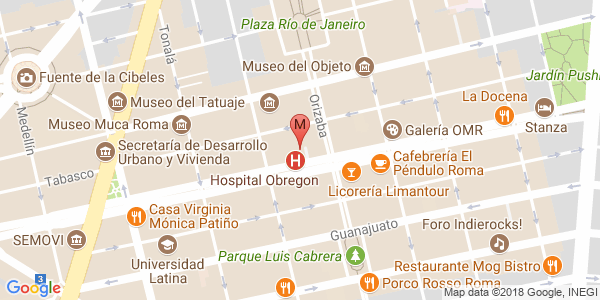 Plaza Río de Janeiro
Tonalá
Museo del Objeto
Fuente de la Cibeles
Jardín Push
Museo del Tatuaje
Orizaba
La Docena
Medellín
Museo Muca Roma
M
Galería OMR
Stanza
Secretaría de Desarrollo
Urbano y Vivienda
Tabasco
H
Cafebrería El
Péndulo Roma
Hospital Obregon
Licorería Limantour
Casa Virginia
Mónica Patiño
Guanajuato
Foro Indierocks!
SEMOVI
Universidad
Latina
Parque Luis Cabrera
Restaurante Mog Bistro
3
Porco Rosso Roma
Google
Map data ©2018 Google, INEGI